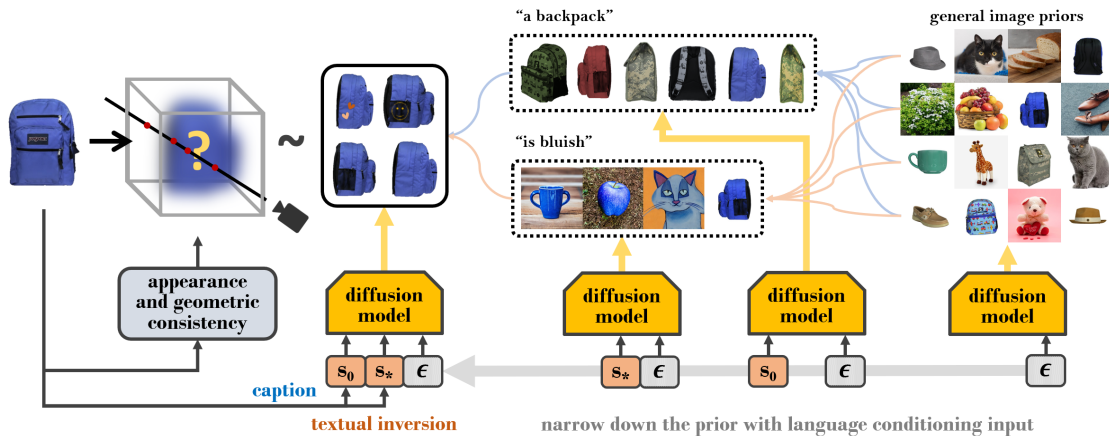 “a backpack”
general image priors
?
~
“is bluish”
appearance
and geometric
consistency
diffusion
model
diffusion
model
diffusion
model
diffusion
model
s₀
s*
ϵ
s*
ϵ
s₀
ϵ
ϵ
caption
textual inversion
narrow down the prior with language conditioning input